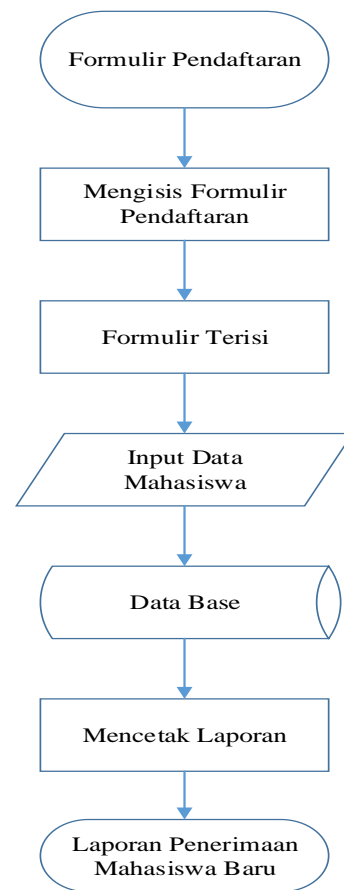 Formulir Pendaftaran
Mengisis Formulir
Pendaftaran
Formulir Terisi
Input Data
Mahasiswa
Data Base
Mencetak Laporan
Laporan Penerimaan
Mahasiswa Baru